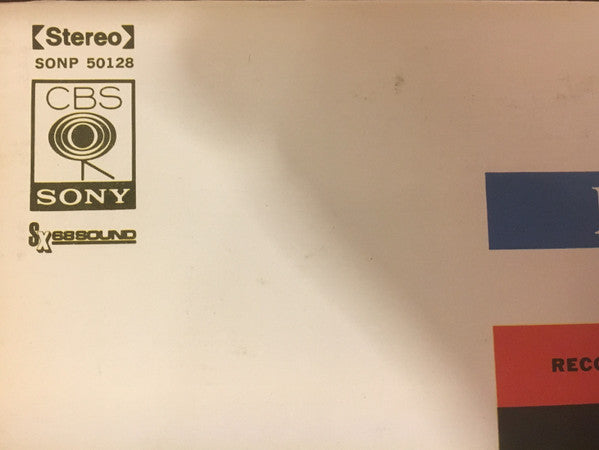 【Stereo】
SONP 50128
CBS
SONY
SX68SOUND
RECO